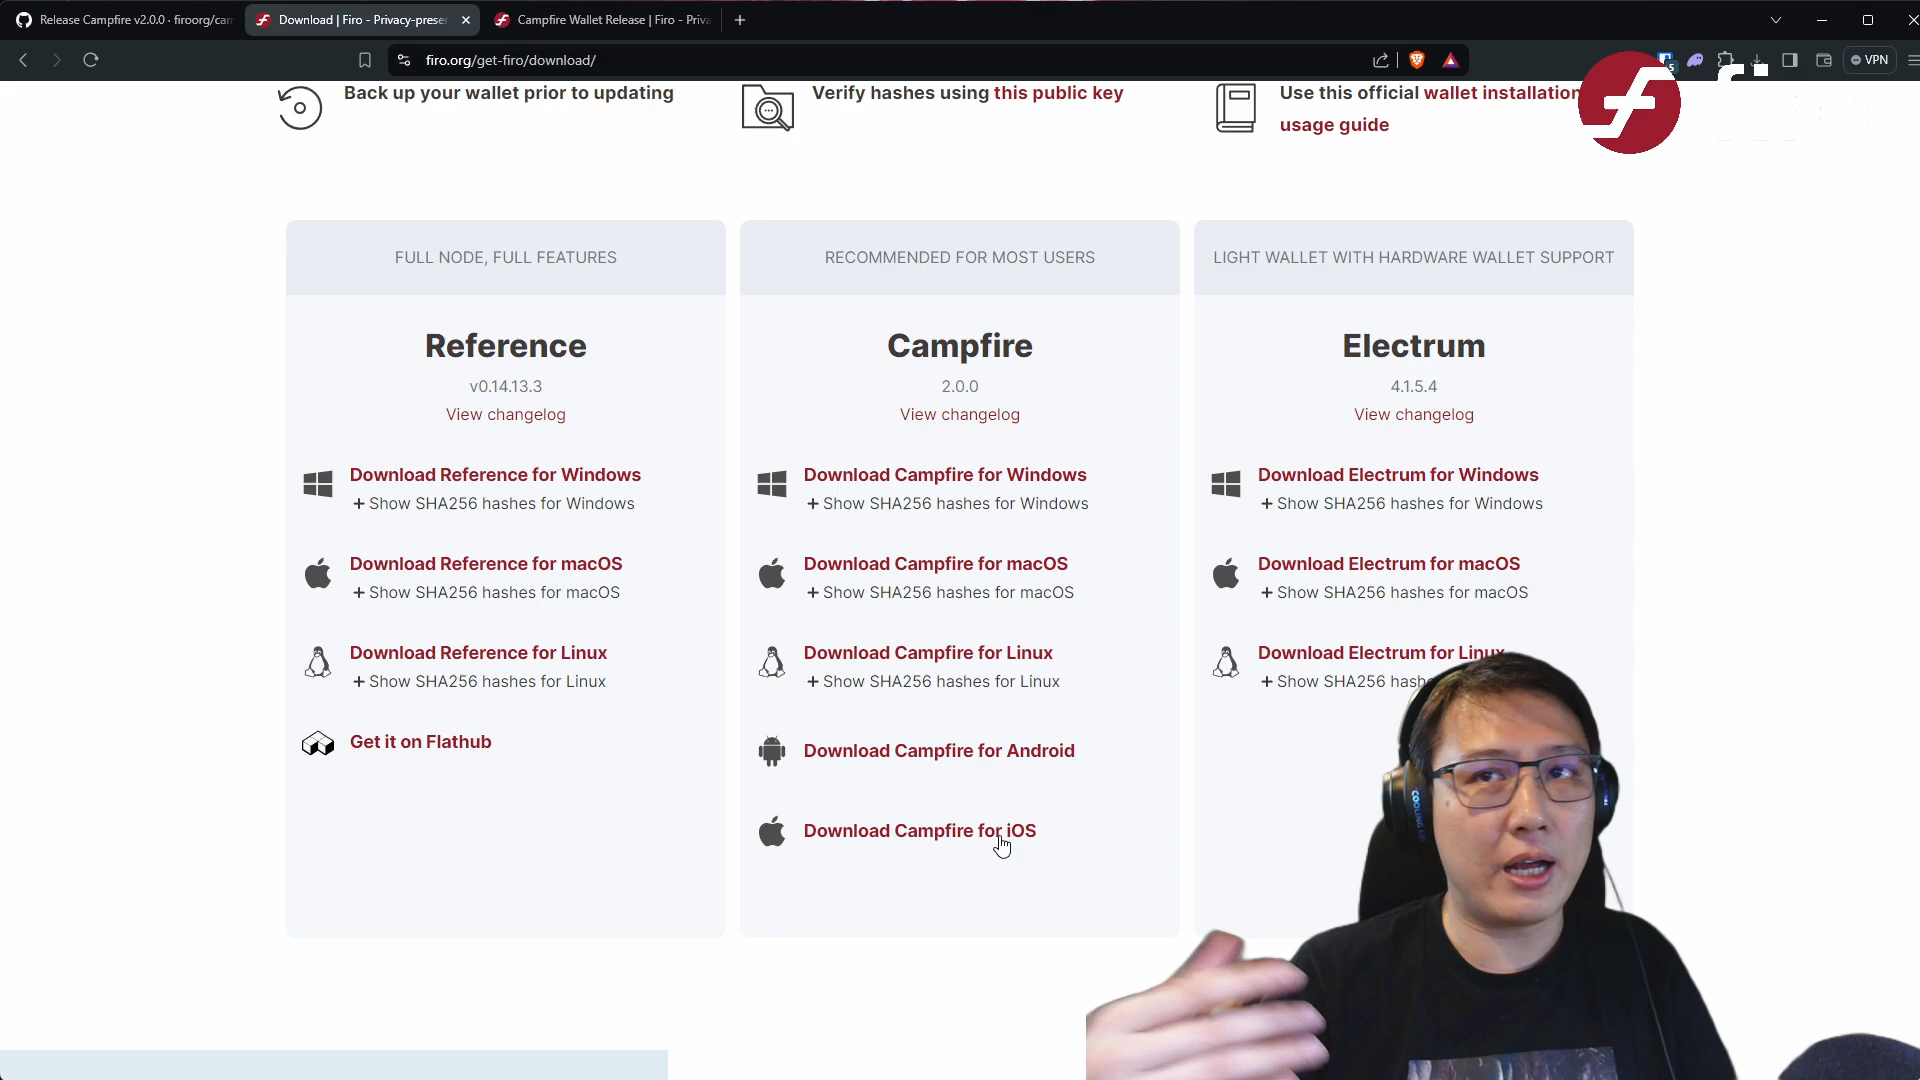 Release Campfire v2.0.0 · firoorg/cam
Download | Firo - Privacy-prese
Campfire Wallet Release | Firo - Priva
firo.org/get-firo/download/
VPN
Back up your wallet prior to updating
Verify hashes using this public key
Use this official wallet installation
usage guide
FULL NODE, FULL FEATURES
Reference
v0.14.13.3
View changelog
Download Reference for Windows
+ Show SHA256 hashes for Windows
Download Reference for macOS
+ Show SHA256 hashes for macOS
Download Reference for Linux
+ Show SHA256 hashes for Linux
Get it on Flathub
RECOMMENDED FOR MOST USERS
Campfire
2.0.0
View changelog
Download Campfire for Windows
+ Show SHA256 hashes for Windows
Download Campfire for macOS
+ Show SHA256 hashes for macOS
Download Campfire for Linux
+ Show SHA256 hashes for Linux
Download Campfire for Android
Download Campfire for iOS
LIGHT WALLET WITH HARDWARE WALLET SUPPORT
Electrum
4.1.5.4
View changelog
Download Electrum for Windows
+ Show SHA256 hashes for Windows
Download Electrum for macOS
+ Show SHA256 hashes for macOS
Download Electrum for Linux
+ Show SHA256 hashe